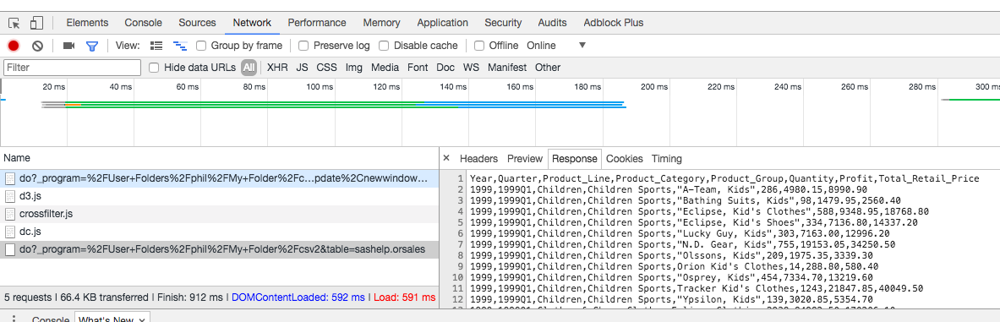 Elements Console Sources Network Performance Memory Application Security Audits Adblock Plus
View: Group by frame Preserve log Disable cache Offline Online ▼
Filter Hide data URLs All XHR JS CSS Img Media Font Doc WS Manifest Other
20 ms 40 ms 60 ms 80 ms 100 ms 120 ms 140 ms 160 ms 180 ms 200 ms 220 ms 240 ms 260 ms 280 ms 300 ms
Name
do?_program=%2FUser+Folders%2Fphil%2FMy+Folder%2Fc…pdate%2Cnewwindow…
d3.js
crossfilter.js
dc.js
do?_program=%2FUser+Folders%2Fphil%2FMy+Folder%2Fcsv2&table=sashelp.orsales
5 requests | 66.4 KB transferred | Finish: 912 ms | DOMContentLoaded: 592 ms | Load: 591 ms
× Headers Preview Response Cookies Timing
1 Year,Quarter,Product_Line,Product_Category,Product_Group,Quantity,Profit,Total_Retail_Price
2 1999,1999Q1,Children,Children Sports,"A-Team, Kids",286,4980.15,8990.90
3 1999,1999Q1,Children,Children Sports,"Bathing Suits, Kids",98,1479.95,2560.40
4 1999,1999Q1,Children,Children Sports,"Eclipse, Kid's Clothes",588,9348.95,18768.80
5 1999,1999Q1,Children,Children Sports,"Eclipse, Kid's Shoes",334,7136.80,14337.20
6 1999,1999Q1,Children,Children Sports,"Lucky Guy, Kids",303,7163.00,12996.20
7 1999,1999Q1,Children,Children Sports,"N.D. Gear, Kids",755,19153.05,34250.50
8 1999,1999Q1,Children,Children Sports,"Olssons, Kids",209,1975.35,3339.30
9 1999,1999Q1,Children,Children Sports,Orion Kid's Clothes,14,288.80,580.40
10 1999,1999Q1,Children,Children Sports,"Osprey, Kids",454,7334.70,13219.60
11 1999,1999Q1,Children,Children Sports,Tracker Kid's Clothes,1243,21847.85,40049.50
12 1999,1999Q1,Children,Children Sports,"Ypsilon, Kids",139,3020.85,5354.70
Console What's New ×